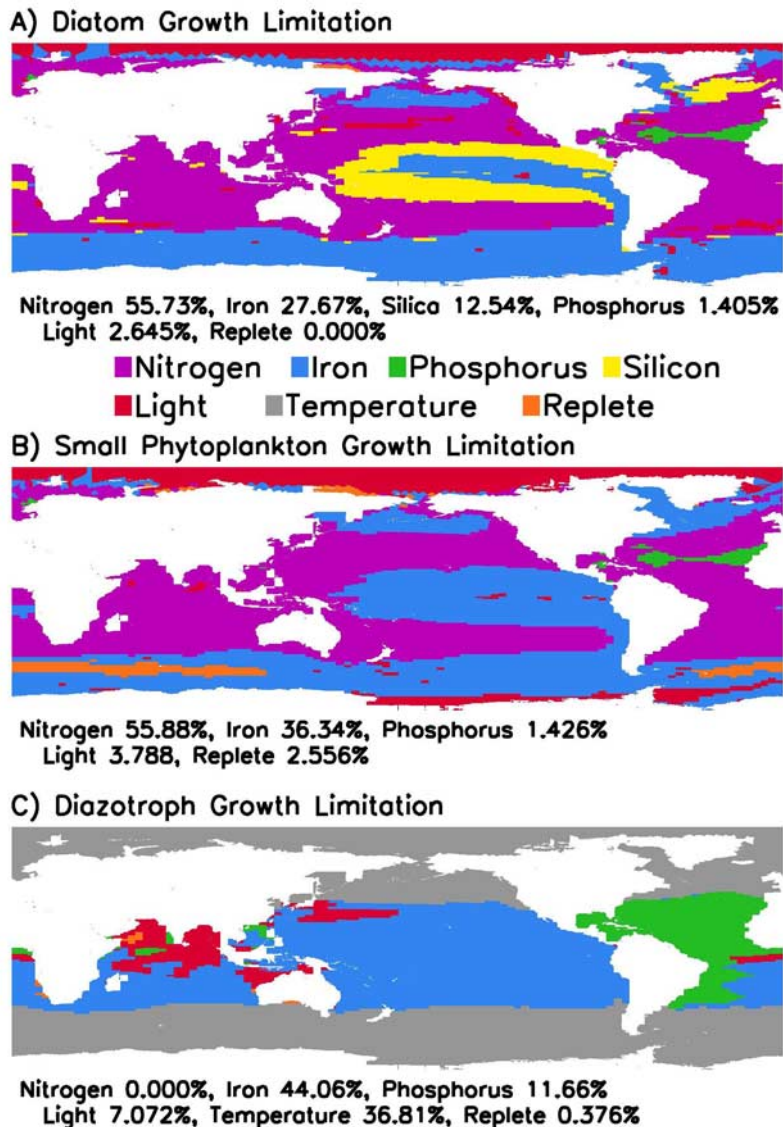 A) Diatom Growth Limitation
Nitrogen 55.73%, Iron 27.67%, Silica 12.54%, Phosphorus 1.405%
Light 2.645%, Replete 0.000%
Nitrogen Iron Phosphorus Silicon
Light Temperature Replete
B) Small Phytoplankton Growth Limitation
Nitrogen 55.88%, Iron 36.34%, Phosphorus 1.426%
Light 3.788, Replete 2.556%
C) Diazotroph Growth Limitation
Nitrogen 0.000%, Iron 44.06%, Phosphorus 11.66%
Light 7.072%, Temperature 36.81%, Replete 0.376%